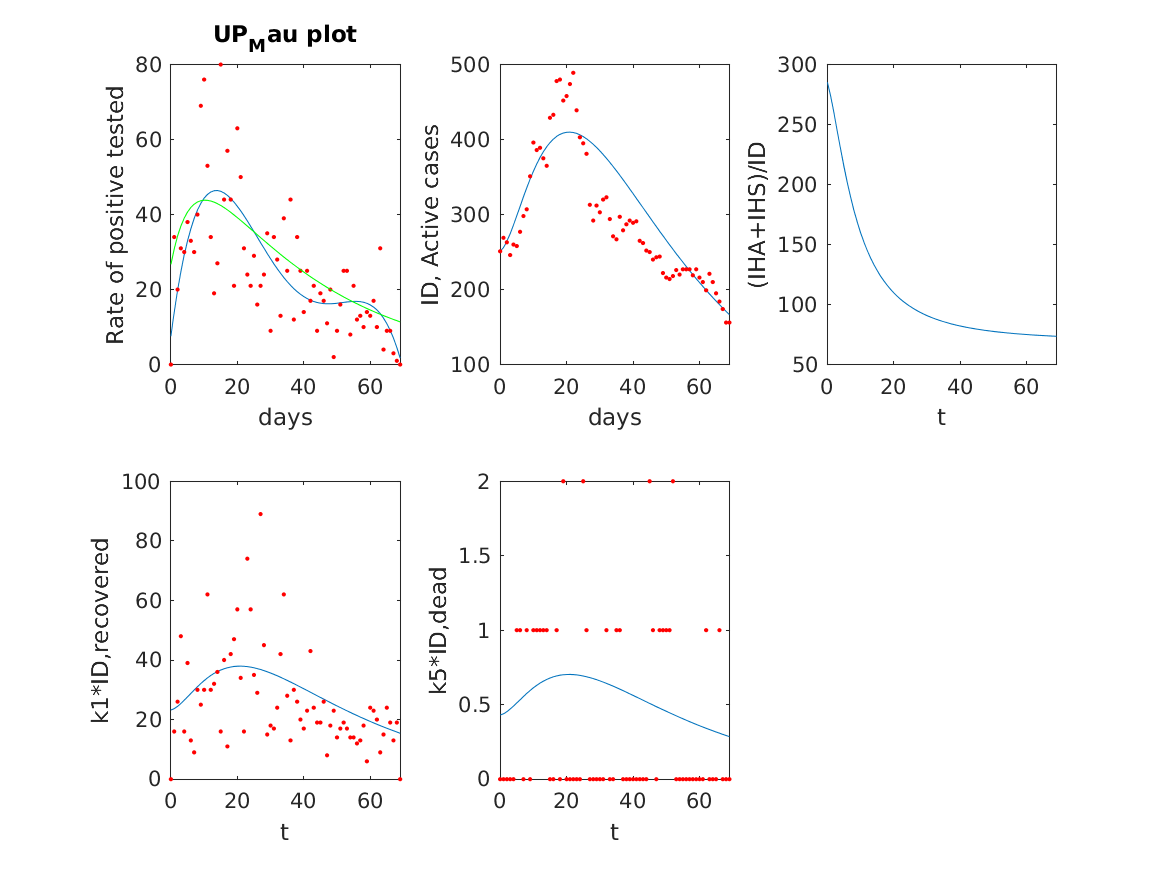 UP_Mau plot
80
60
40
20
0
Rate of positive tested
0 20 40 60
days
500
400
300
200
100
ID, Active cases
0 20 40 60
days
300
250
200
150
100
50
(IHA+IHS)/ID
0 20 40 60
t
100
80
60
40
20
0
k1*ID,recovered
0 20 40 60
t
2
1.5
1
0.5
0
k5*ID,dead
0 20 40 60
t